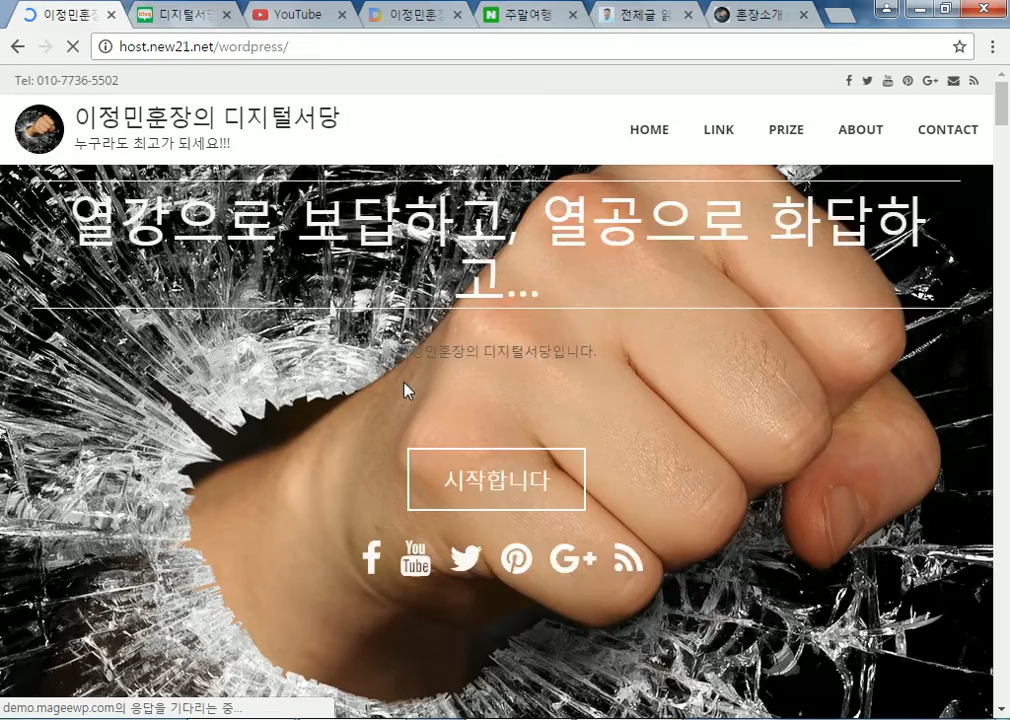 이정민훈장
디지털서당
YouTube
이정민훈장
주말여행
전체글 읽
훈장소개
host.new21.net/wordpress/
Tel: 010-7736-5502
이정민훈장의 디지털서당
누구라도 최고가 되세요!!!
HOME LINK PRIZE ABOUT CONTACT
열강으로 보답하고, 열공으로 화답하
고...
훈장의 디지털서당입니다.
시작합니다
You
Tube
demo.mageewp.com의 응답을 기다리는 중...